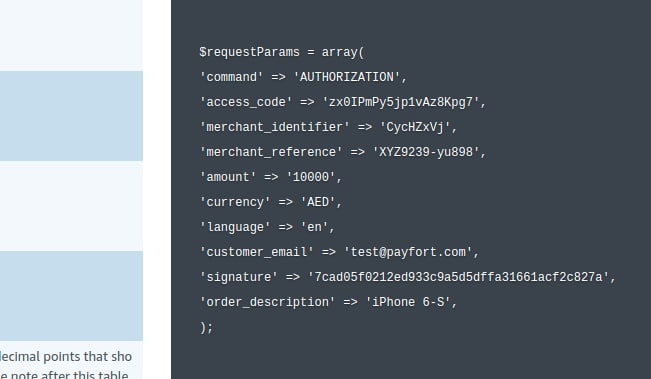 $requestParams = array(
'command' => 'AUTHORIZATION',
'access_code' => 'zx0IPmPy5jp1vAz8Kpg7',
'merchant_identifier' => 'CycHZxVj',
'merchant_reference' => 'XYZ9239-yu898',
'amount' => '10000',
'currency' => 'AED',
'language' => 'en',
'customer_email' => 'test@payfort.com',
'signature' => '7cad05f0212ed933c9a5d5dffa31661acf2c827a',
'order_description' => 'iPhone 6-S',
);
decimal points that sho
e note after this table